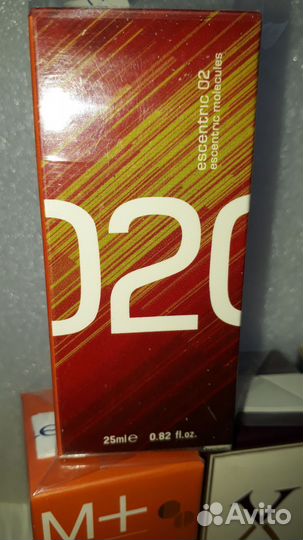 escentric 02
escentric molecules
020
25ml e 0.82 fl.oz.
M+
X
Avito